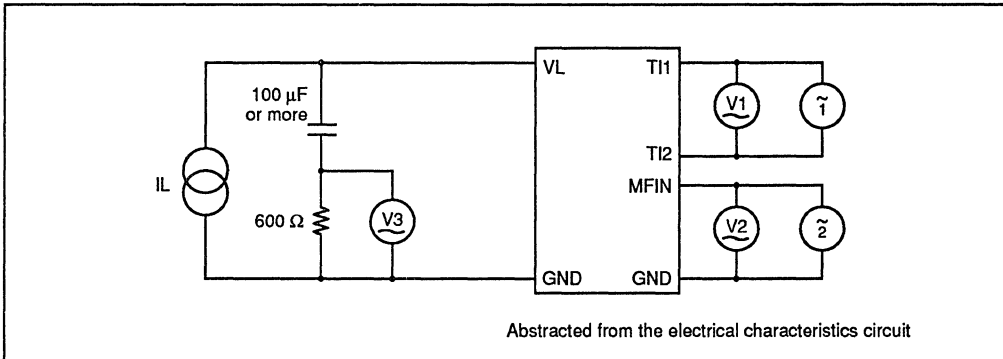 VL
TI1
100 µF
or more
V1
~
1
TI2
IL
MFIN
600 Ω
V3
V2
~
2
GND
GND
Abstracted from the electrical characteristics circuit